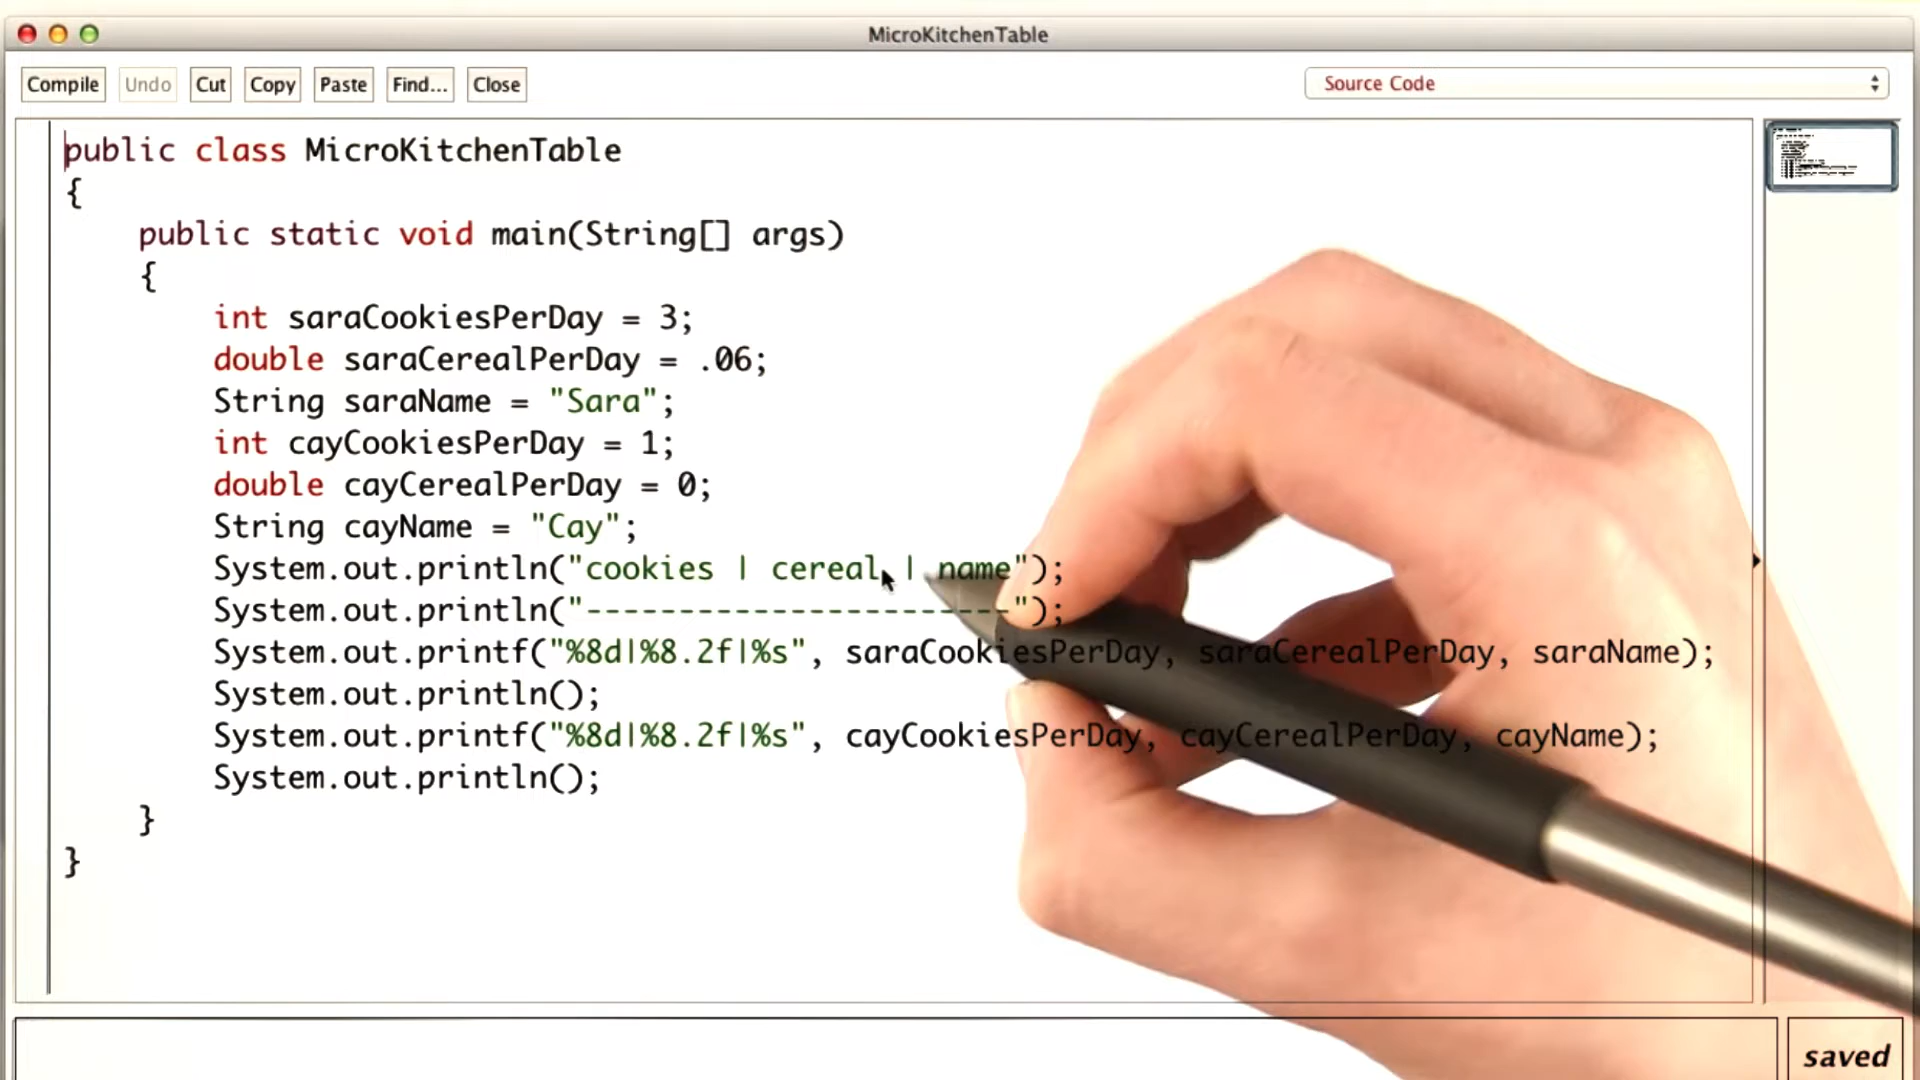 MicroKitchenTable
Compile Undo Cut Copy Paste Find... Close Source Code
public class MicroKitchenTable
{
public static void main(String[] args)
{
int saraCookiesPerDay = 3;
double saraCerealPerDay = .06;
String saraName = "Sara";
int cayCookiesPerDay = 1;
double cayCerealPerDay = 0;
String cayName = "Cay";
System.out.println("cookies | cereal | name");
System.out.println("-----------------------");
System.out.printf("%8d|%8.2f|%s", saraCookiesPerDay, saraCerealPerDay, saraName);
System.out.println();
System.out.printf("%8d|%8.2f|%s", cayCookiesPerDay, cayCerealPerDay, cayName);
System.out.println();
}
}
saved